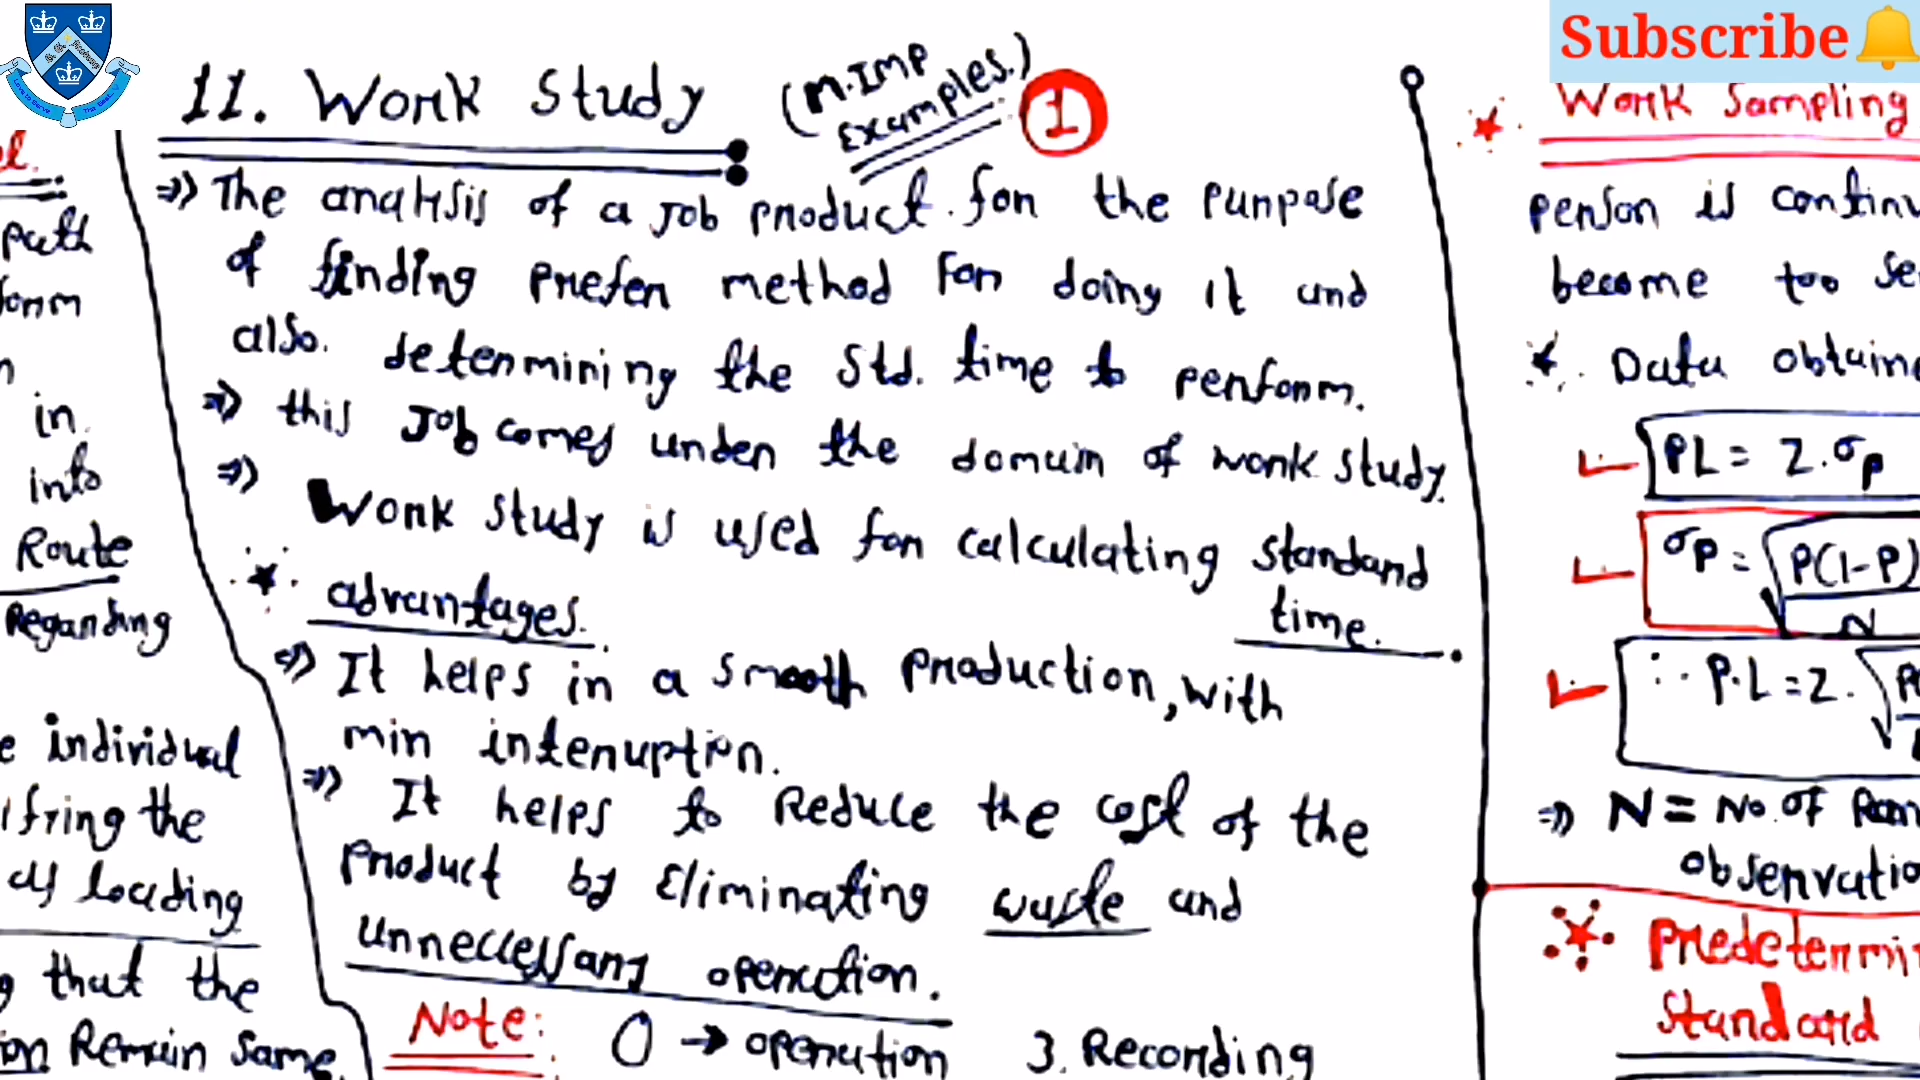 Subscribe
l.
path
in
into
Route
Regarding
e individual
ifying the
of loading
that the
on Remain same.
11. Work Study (M.IMP
Examples.) 1
⇒ The analysis of a Job product for the purpose
of finding prefer method for doing it and
also. determining the Std. time to perform.
⇒ this Job comes under the domain of work study.
⇒ Work study is used for calculating standard
time.
advantages.
⇒ It helps in a smooth production, with
min interuption.
⇒ It helps to Reduce the cost of the
product by Eliminating waste and
unnecessary operation.
Note: O → operation 3. Recording
Work Sampling
person is continu
become too se
Data obtaine
PL = Z.σp
σp = √P(1-P)
N
∴ P.L = Z.√P
⇒ N = No. of Ran
observatio
Predetermi
Standard